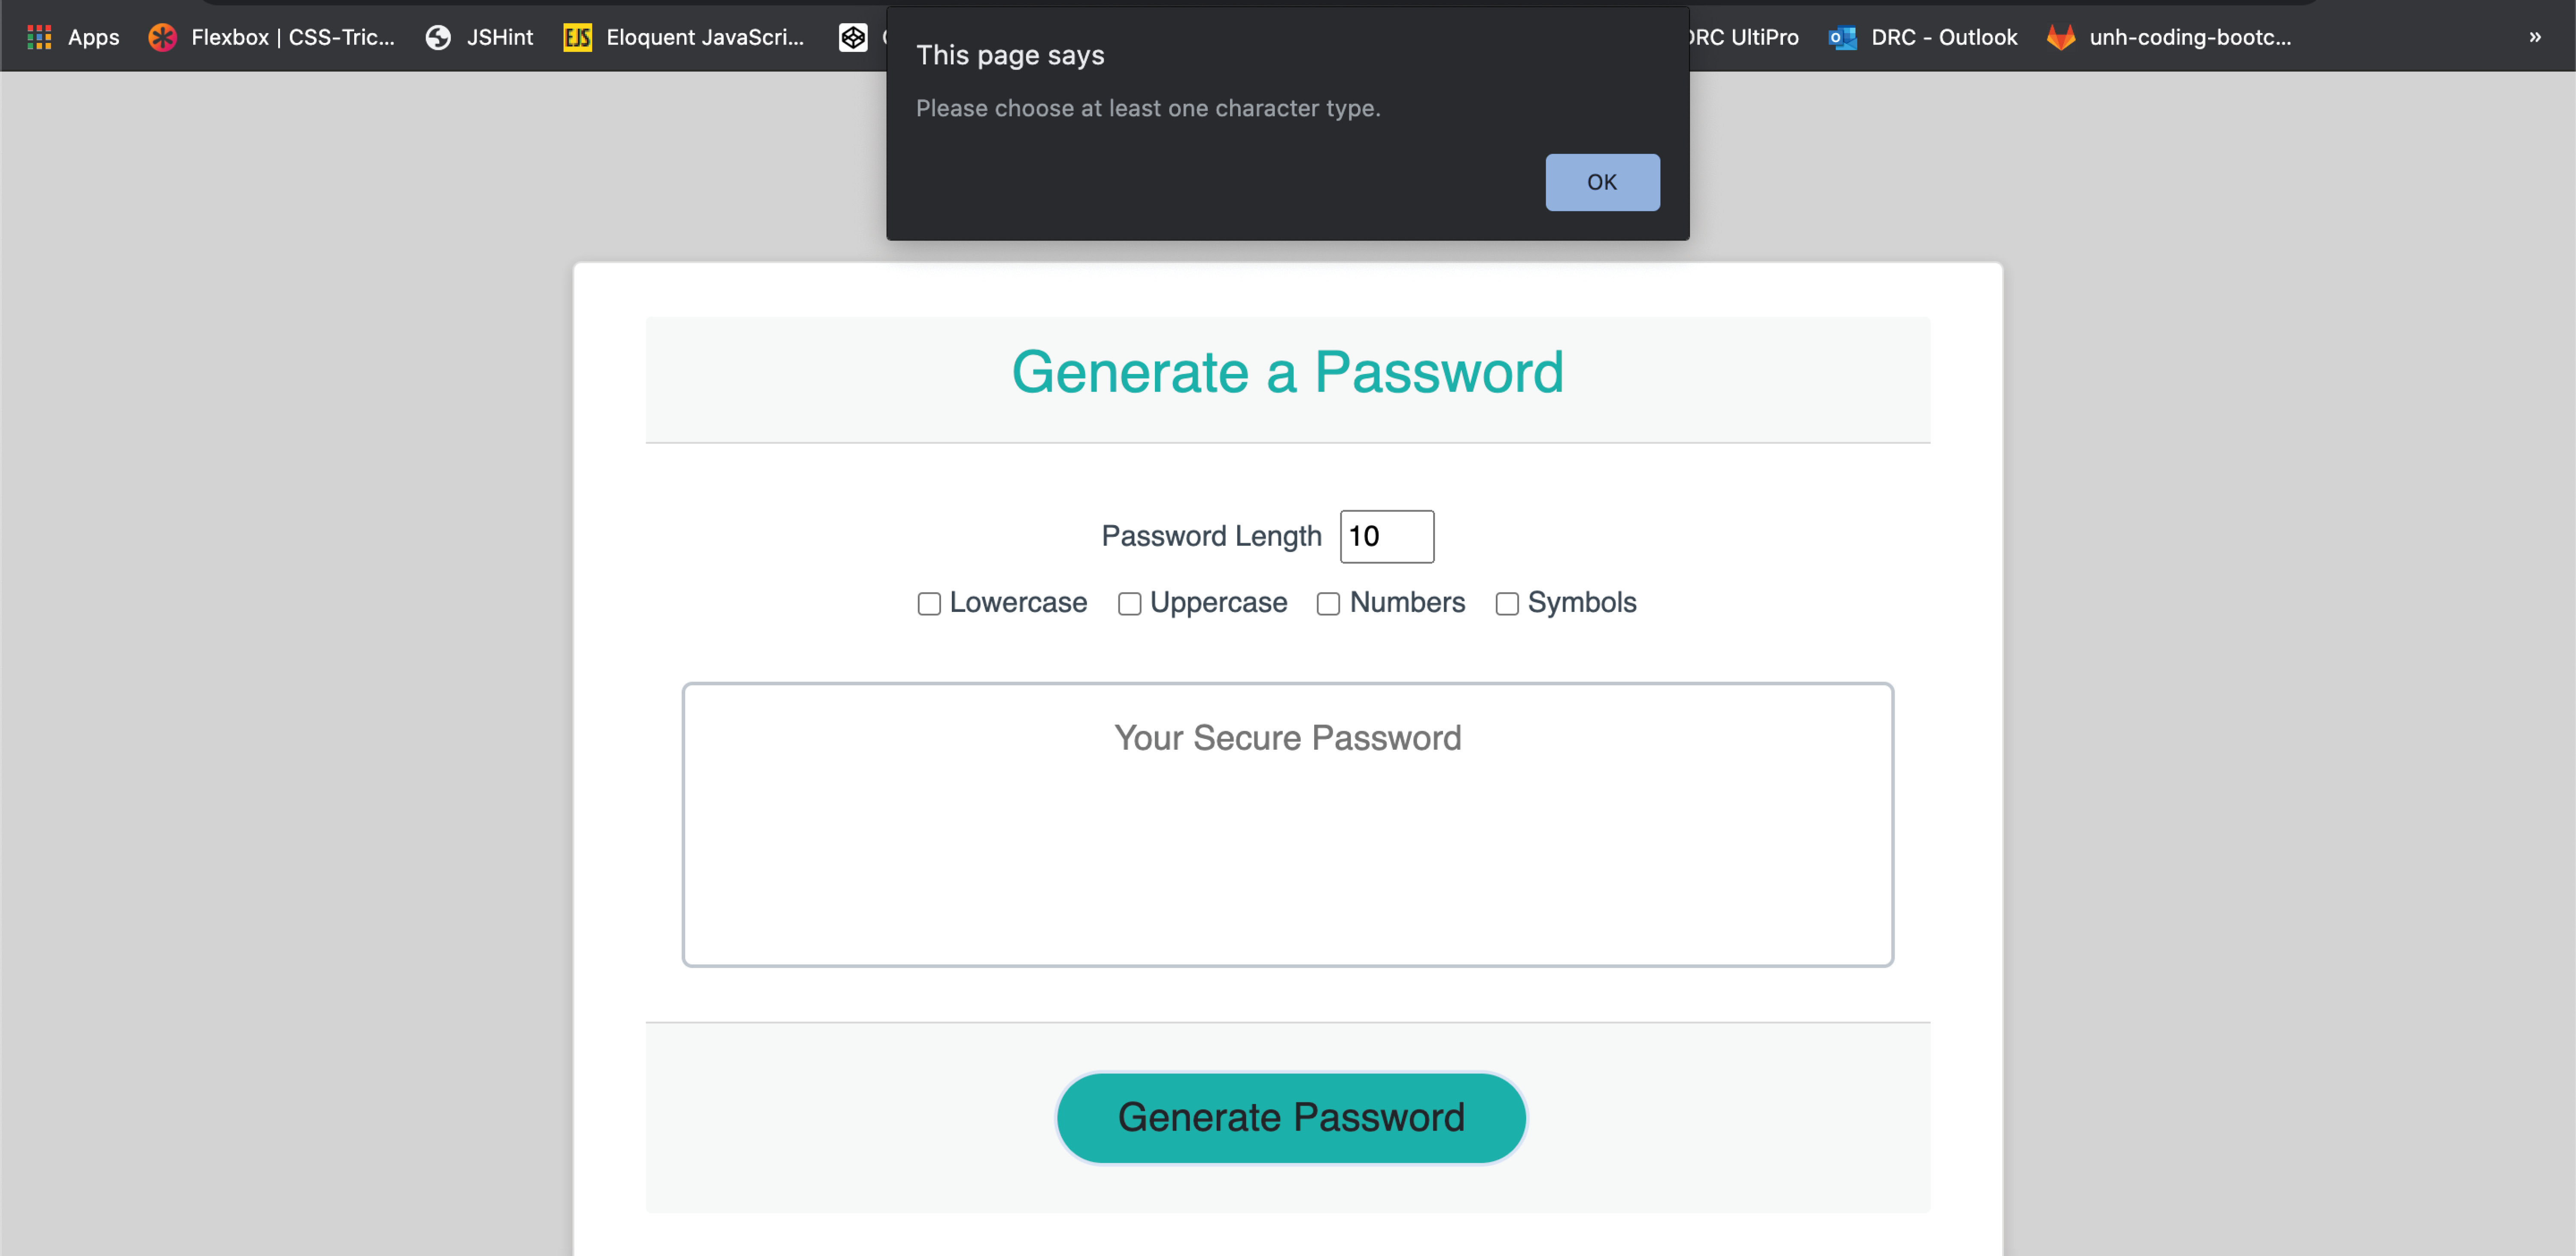 Apps Flexbox | CSS-Tric... JSHint EJS Eloquent JavaScri... DRC UltiPro DRC - Outlook unh-coding-bootc... »
This page says
Please choose at least one character type.
OK
Generate a Password
Password Length 10
Lowercase Uppercase Numbers Symbols
Your Secure Password
Generate Password